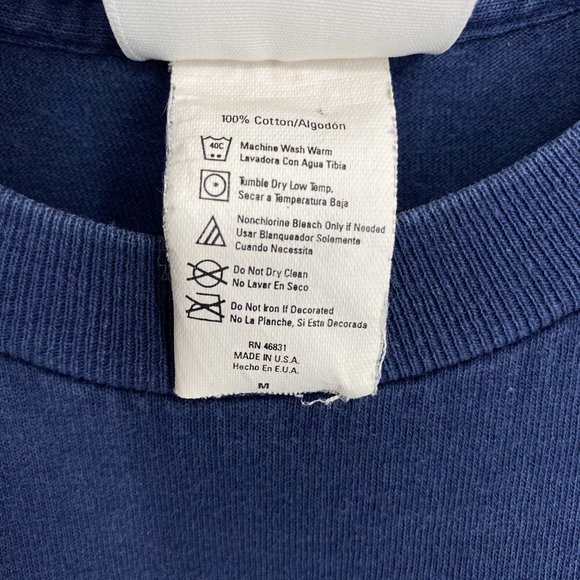 100% Cotton/Algodón
40C
Machine Wash Warm
Lavadora Con Agua Tibia
Tumble Dry Low Temp.
Secar a Temperatura Baja
Nonchlorine Bleach Only if Needed
Usar Blanqueador Solemente
Cuando Necessita
Do Not Dry Clean
No Lavar En Seco
Do Not Iron If Decorated
No La Planche, Si Esta Decorada
RN 46831
MADE IN U.S.A.
Hecho En E.U.A.
M